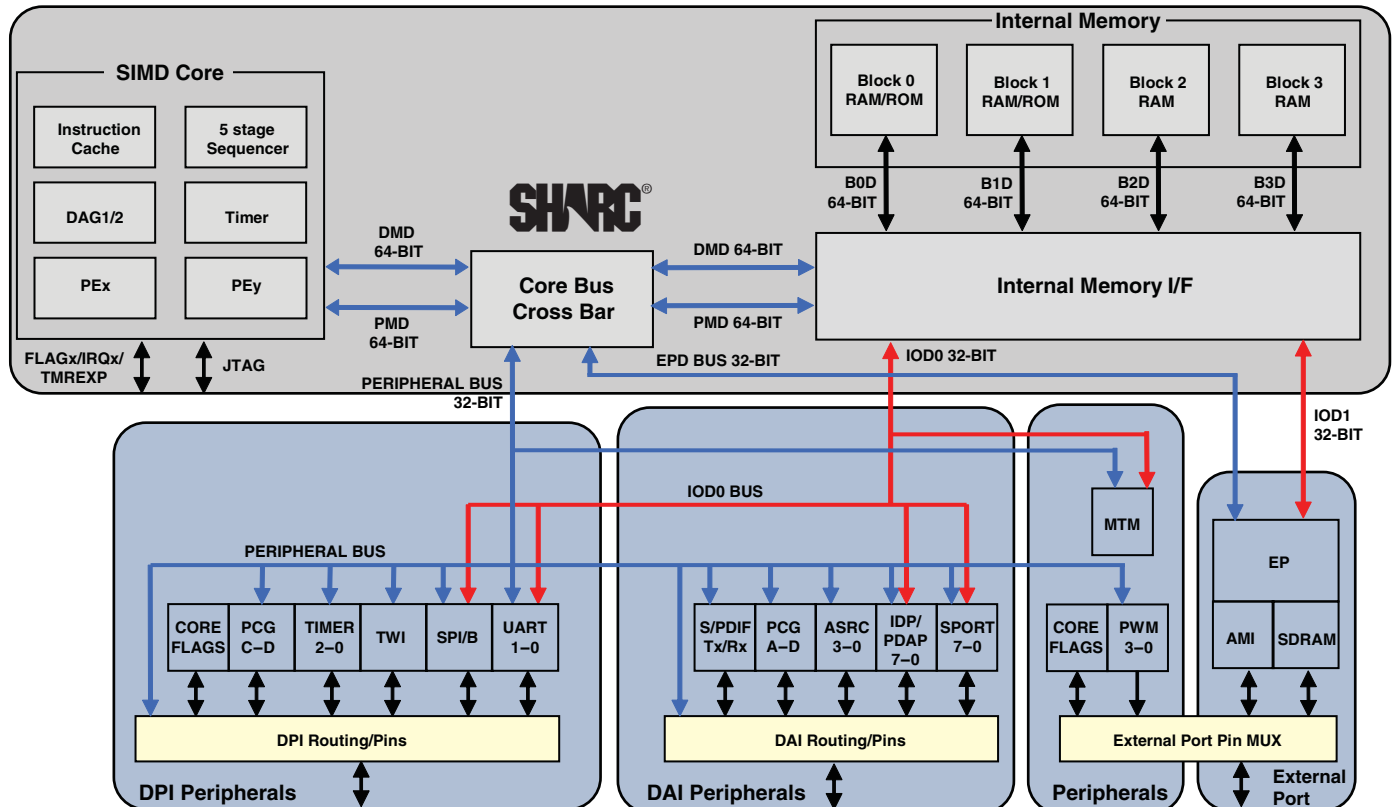 Internal Memory
SIMD Core
Block 0
RAM/ROM
Block 1
RAM/ROM
Block 2
RAM
Block 3
RAM
Instruction
Cache
5 stage
Sequencer
DAG1/2
Timer
PEx
PEy
B0D
64-BIT
B1D
64-BIT
B2D
64-BIT
B3D
64-BIT
SHARC®
DMD
64-BIT
PMD
64-BIT
Core Bus
Cross Bar
DMD 64-BIT
PMD 64-BIT
Internal Memory I/F
FLAGx/IRQx/
TMREXP
JTAG
PERIPHERAL BUS
32-BIT
EPD BUS 32-BIT
IOD0 32-BIT
IOD1
32-BIT
IOD0 BUS
PERIPHERAL BUS
MTM
EP
CORE
FLAGS
PCG
C–D
TIMER
2–0
TWI
SPI/B
UART
1–0
S/PDIF
Tx/Rx
PCG
A–D
ASRC
3–0
IDP/
PDAP
7–0
SPORT
7–0
CORE
FLAGS
PWM
3–0
AMI
SDRAM
DPI Routing/Pins
DAI Routing/Pins
External Port Pin MUX
DPI Peripherals
DAI Peripherals
Peripherals
External
Port